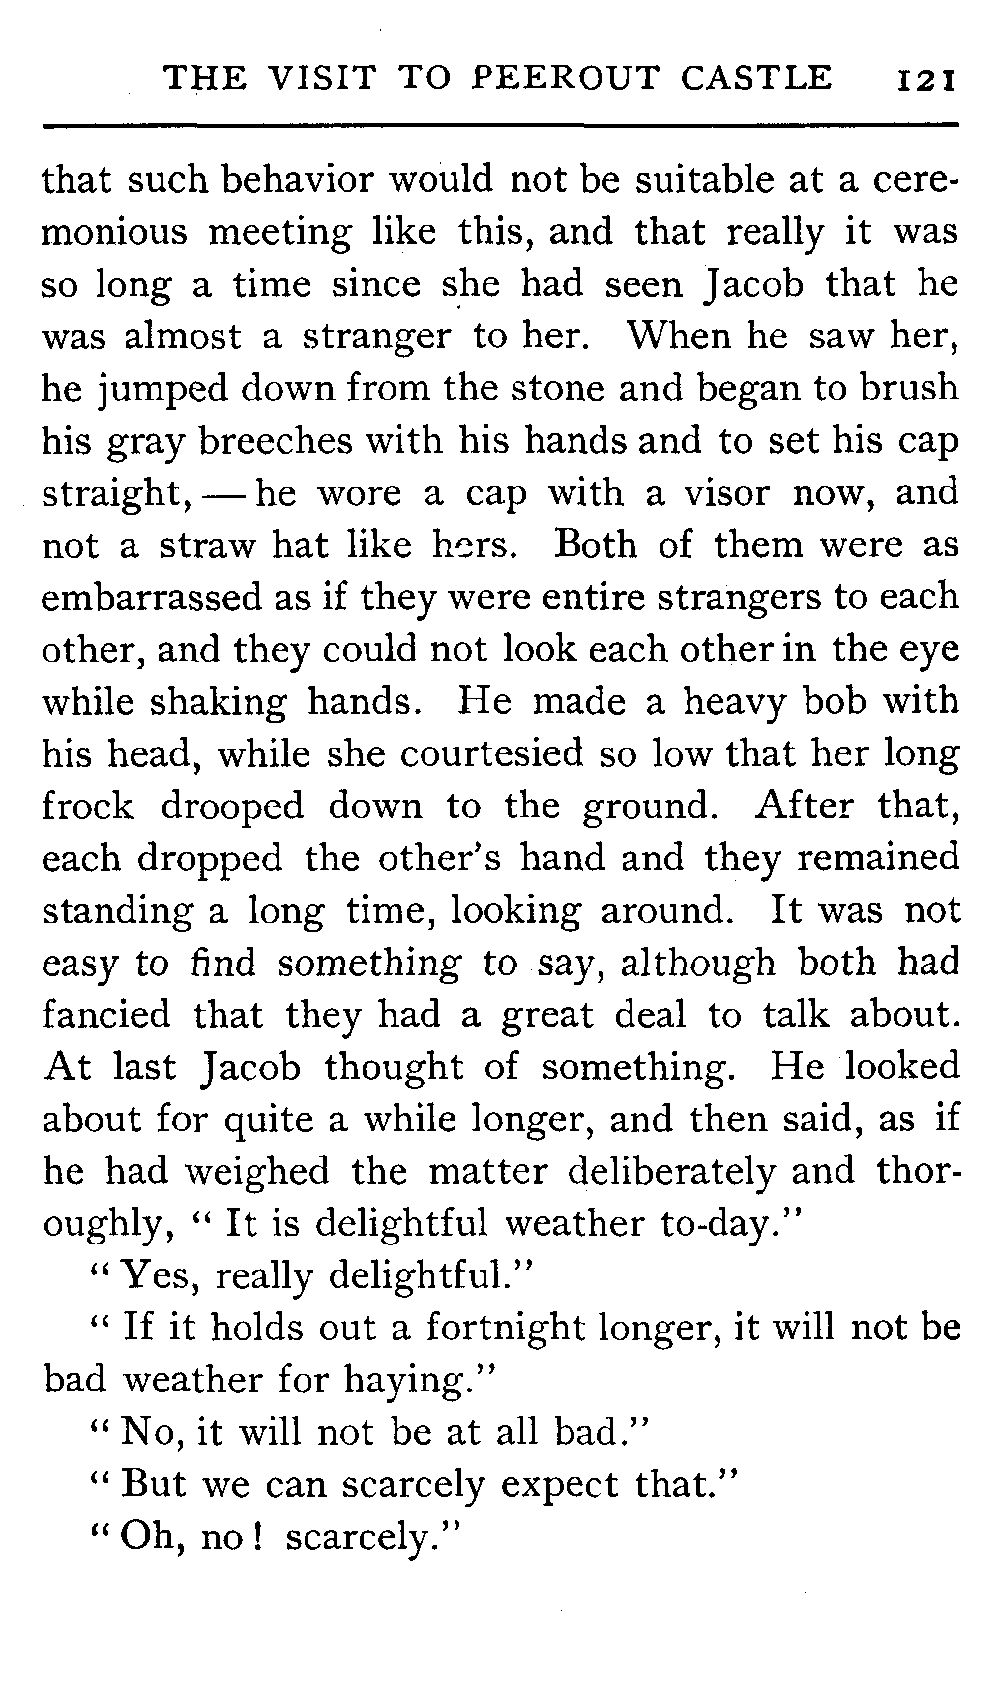 THE VISIT TO PEEROUT CASTLE 121
that such behavior would not be suitable at a cere-
monious meeting like this, and that really it was
so long a time since she had seen Jacob that he
was almost a stranger to her. When he saw her,
he jumped down from the stone and began to brush
his gray breeches with his hands and to set his cap
straight, — he wore a cap with a visor now, and
not a straw hat like hers. Both of them were as
embarrassed as if they were entire strangers to each
other, and they could not look each other in the eye
while shaking hands. He made a heavy bob with
his head, while she courtesied so low that her long
frock drooped down to the ground. After that,
each dropped the other's hand and they remained
standing a long time, looking around. It was not
easy to find something to say, although both had
fancied that they had a great deal to talk about.
At last Jacob thought of something. He looked
about for quite a while longer, and then said, as if
he had weighed the matter deliberately and thor-
oughly, “ It is delightful weather to-day.”
“ Yes, really delightful.”
“ If it holds out a fortnight longer, it will not be
bad weather for haying.”
“ No, it will not be at all bad.”
“ But we can scarcely expect that.”
“ Oh, no ! scarcely.”